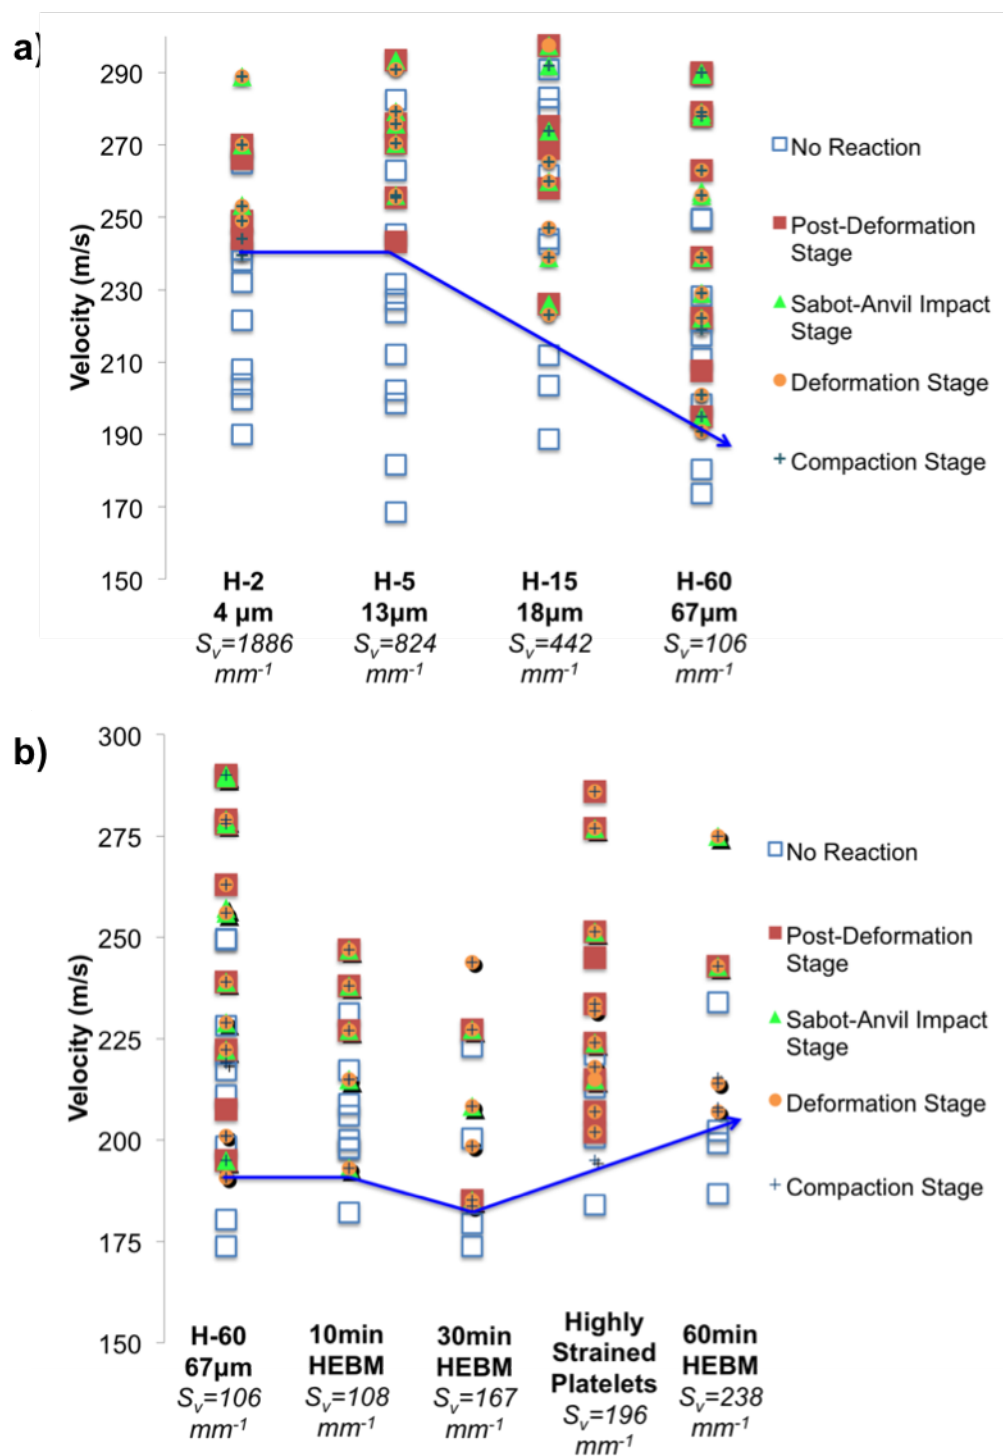 a)
290
270
250
230
210
190
170
150
Velocity (m/s)
No Reaction
Post-Deformation
Stage
Sabot-Anvil Impact
Stage
Deformation Stage
Compaction Stage
H-2
4 µm
Sv=1886
mm-1
H-5
13µm
Sv=824
mm-1
H-15
18µm
Sv=442
mm-1
H-60
67µm
Sv=106
mm-1
b)
300
275
250
225
200
175
150
Velocity (m/s)
No Reaction
Post-Deformation
Stage
Sabot-Anvil Impact
Stage
Deformation Stage
Compaction Stage
H-60
67µm
Sv=106
mm-1
10min
HEBM
Sv=108
mm-1
30min
HEBM
Sv=167
mm-1
Highly
Strained
Platelets
Sv=196
mm-1
60min
HEBM
Sv=238
mm-1